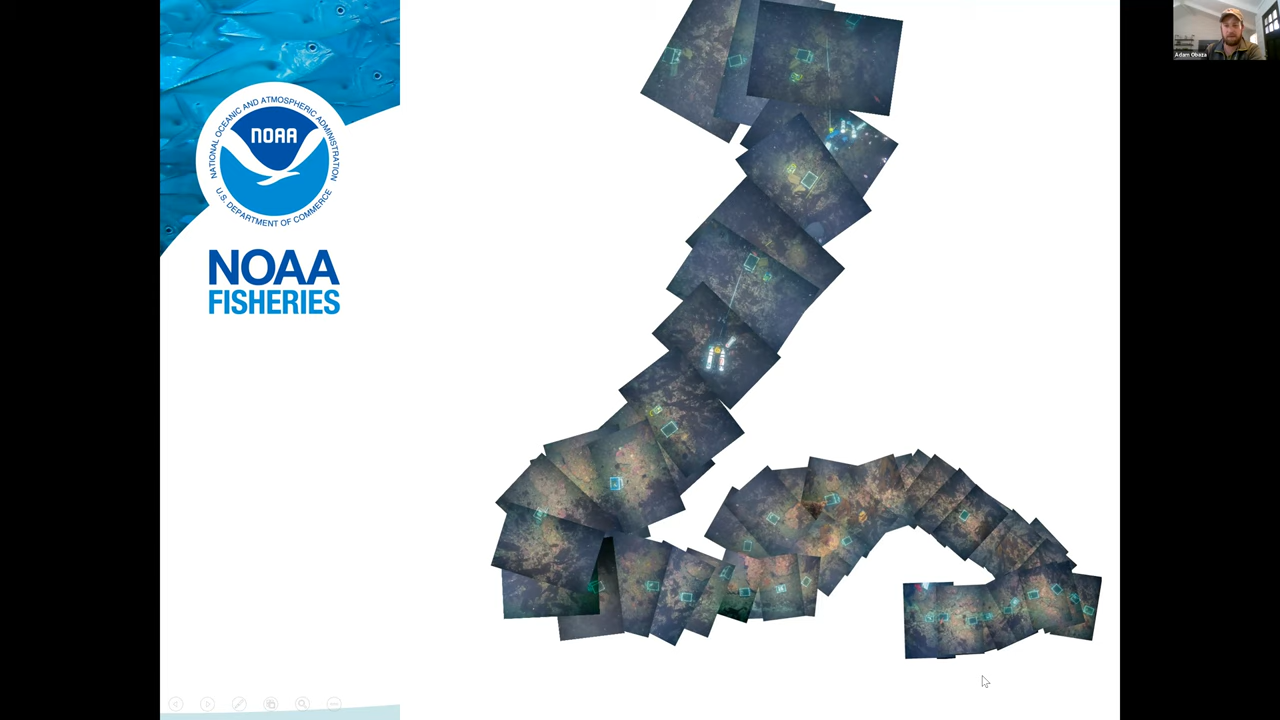 NATIONAL OCEANIC AND ATMOSPHERIC ADMINISTRATION
NOAA
U.S. DEPARTMENT OF COMMERCE
NOAA
FISHERIES
Adam Obaza